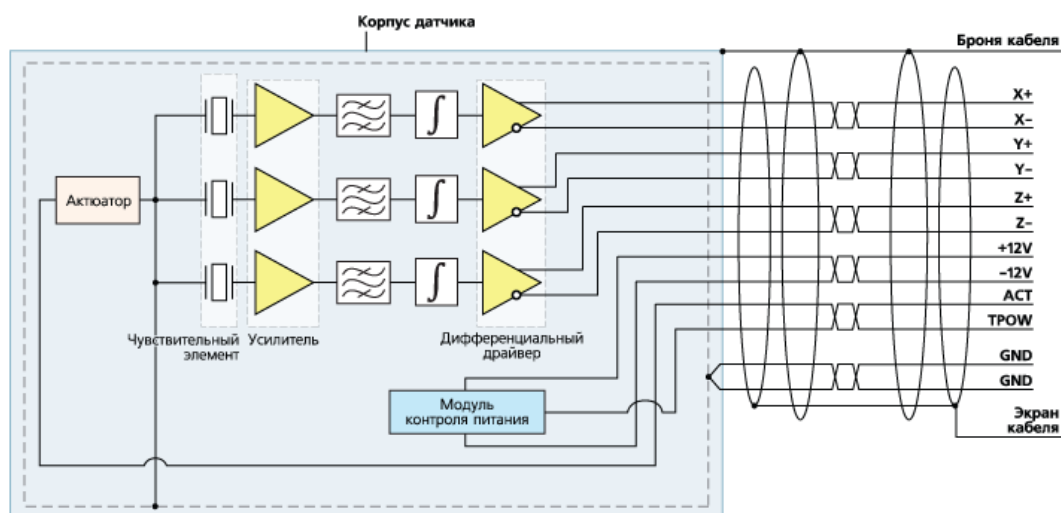 Корпус датчика
Броня кабеля
X+
X–
Y+
Y–
Актюатор
Z+
Z–
+12V
–12V
ACT
Чувствительный
элемент
Усилитель
Дифференциальный
драйвер
TPOW
GND
GND
Модуль
контроля питания
Экран
кабеля